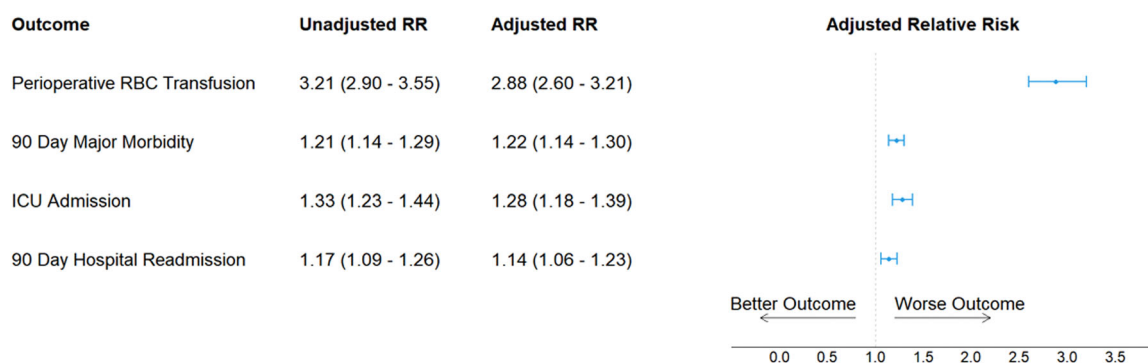 Outcome Unadjusted RR Adjusted RR Adjusted Relative Risk
Perioperative RBC Transfusion 3.21 (2.90 - 3.55) 2.88 (2.60 - 3.21)
90 Day Major Morbidity 1.21 (1.14 - 1.29) 1.22 (1.14 - 1.30)
ICU Admission 1.33 (1.23 - 1.44) 1.28 (1.18 - 1.39)
90 Day Hospital Readmission 1.17 (1.09 - 1.26) 1.14 (1.06 - 1.23)
Better Outcome Worse Outcome
0.0 0.5 1.0 1.5 2.0 2.5 3.0 3.5